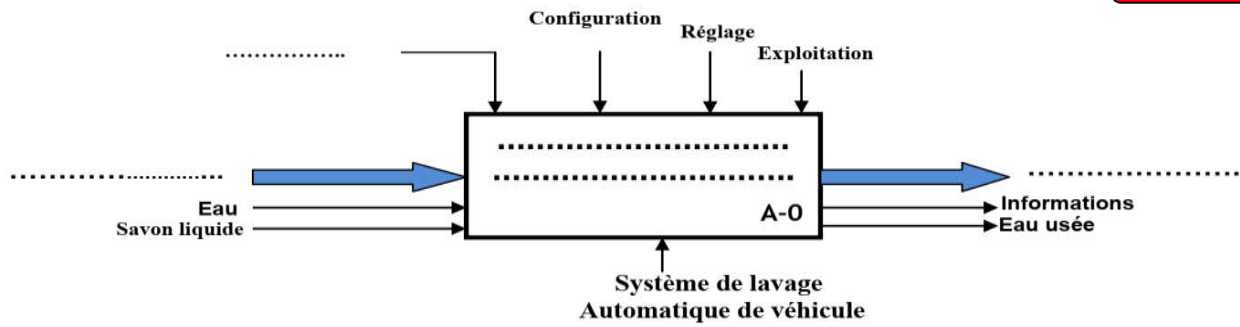 Configuration
Réglage
Exploitation
................
........................
........................
........................
........................
Eau
Savon liquide
A-0
Informations
Eau usée
Système de lavage
Automatique de véhicule